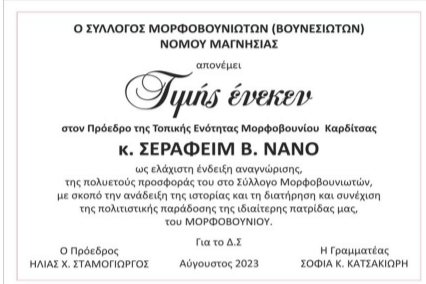 Ο ΣΥΛΛΟΓΟΣ ΜΟΡΦΟΒΟΥΝΙΩΤΩΝ (ΒΟΥΝΕΣΙΩΤΩΝ)
ΝΟΜΟΥ ΜΑΓΝΗΣΙΑΣ
απονέμει
Τιμής ένεκεν
στον Πρόεδρο της Τοπικής Ενότητας Μορφοβουνίου Καρδίτσας
κ. ΣΕΡΑΦΕΙΜ Β. ΝΑΝΟ
ως ελάχιστη ένδειξη αναγνώρισης,
της πολυετούς προσφοράς του στο Σύλλογο Μορφοβουνιωτών,
με σκοπό την ανάδειξη της ιστορίας και τη διατήρηση και συνέχιση
της πολιτιστικής παράδοσης της ιδιαίτερης πατρίδας μας,
του ΜΟΡΦΟΒΟΥΝΙΟΥ.
Για το Δ.Σ
Ο Πρόεδρος Η Γραμματέας
ΗΛΙΑΣ Χ. ΣΤΑΜΟΓΙΩΡΓΟΣ Αύγουστος 2023 ΣΟΦΙΑ Κ. ΚΑΤΣΑΚΙΩΡΗ